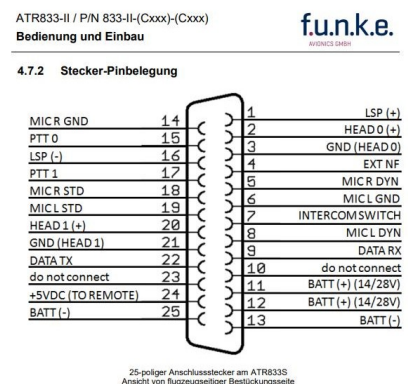 ATR833-II / P/N 833-II-(Cxxx)-(Cxxx)
Bedienung und Einbau
f.u.n.k.e.
AVIONICS GMBH
4.7.2 Stecker-Pinbelegung
MIC R GND 14
PTT 0 15
LSP (-) 16
PTT 1 17
MIC R STD 18
MIC L STD 19
HEAD 1 (+) 20
GND (HEAD 1) 21
DATA TX 22
do not connect 23
+5VDC (TO REMOTE) 24
BATT (-) 25
1 LSP (+)
2 HEAD 0 (+)
3 GND (HEAD 0)
4 EXT NF
5 MIC R DYN
6 MIC L GND
7 INTERCOM SWITCH
8 MIC L DYN
9 DATA RX
10 do not connect
11 BATT (+) (14/28V)
12 BATT (+) (14/28V)
13 BATT (-)
25-poliger Anschlussstecker am ATR833S
Ansicht von flugzeugseitiger Bestückungsseite